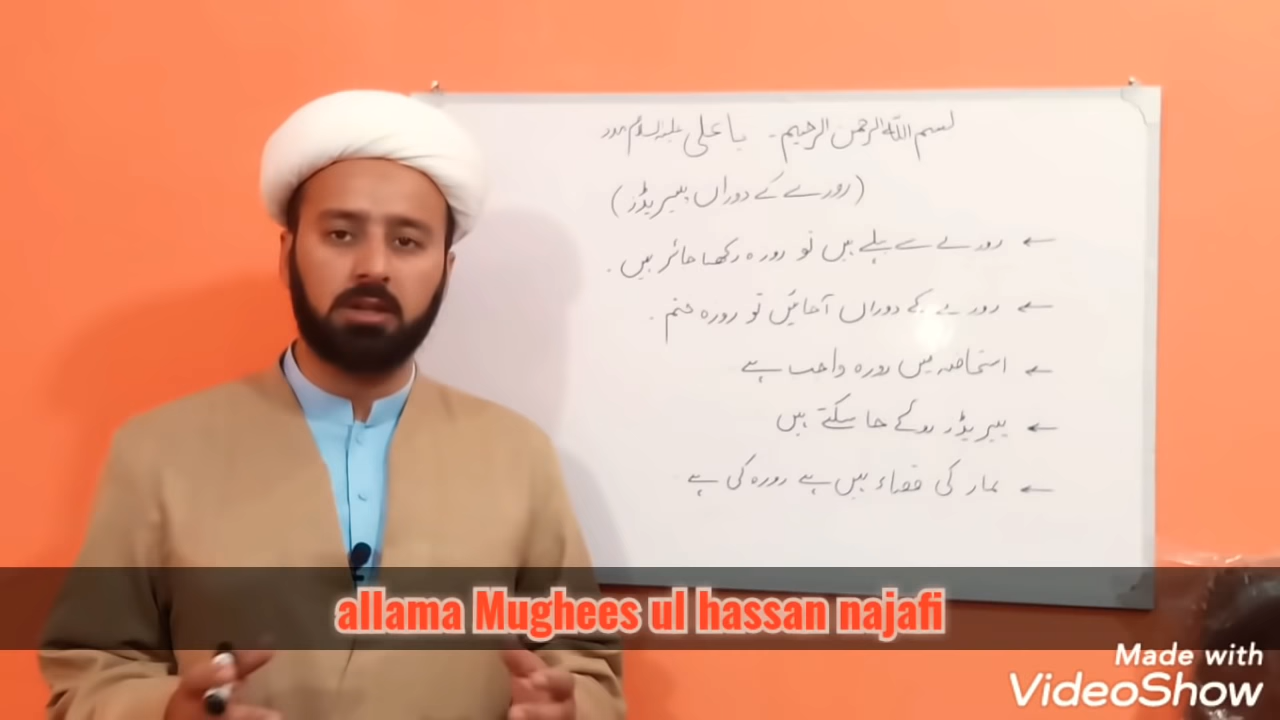 بسم اللہ الرحمن الرحیم۔ یا علی علیہ السلام مدد
(روزے کے دوران پیریڈز)
← روزے سے پہلے ہیں تو روزہ رکھنا جائز نہیں۔
← روزے کے دوران آجائیں تو روزہ ختم۔
← استحاضہ میں روزہ واجب ہے
← پیریڈز روکے جا سکتے ہیں
← نماز کی قضاء نہیں ہے روزہ کی ہے
allama Mughees ul hassan najafi
Made with
VideoShow